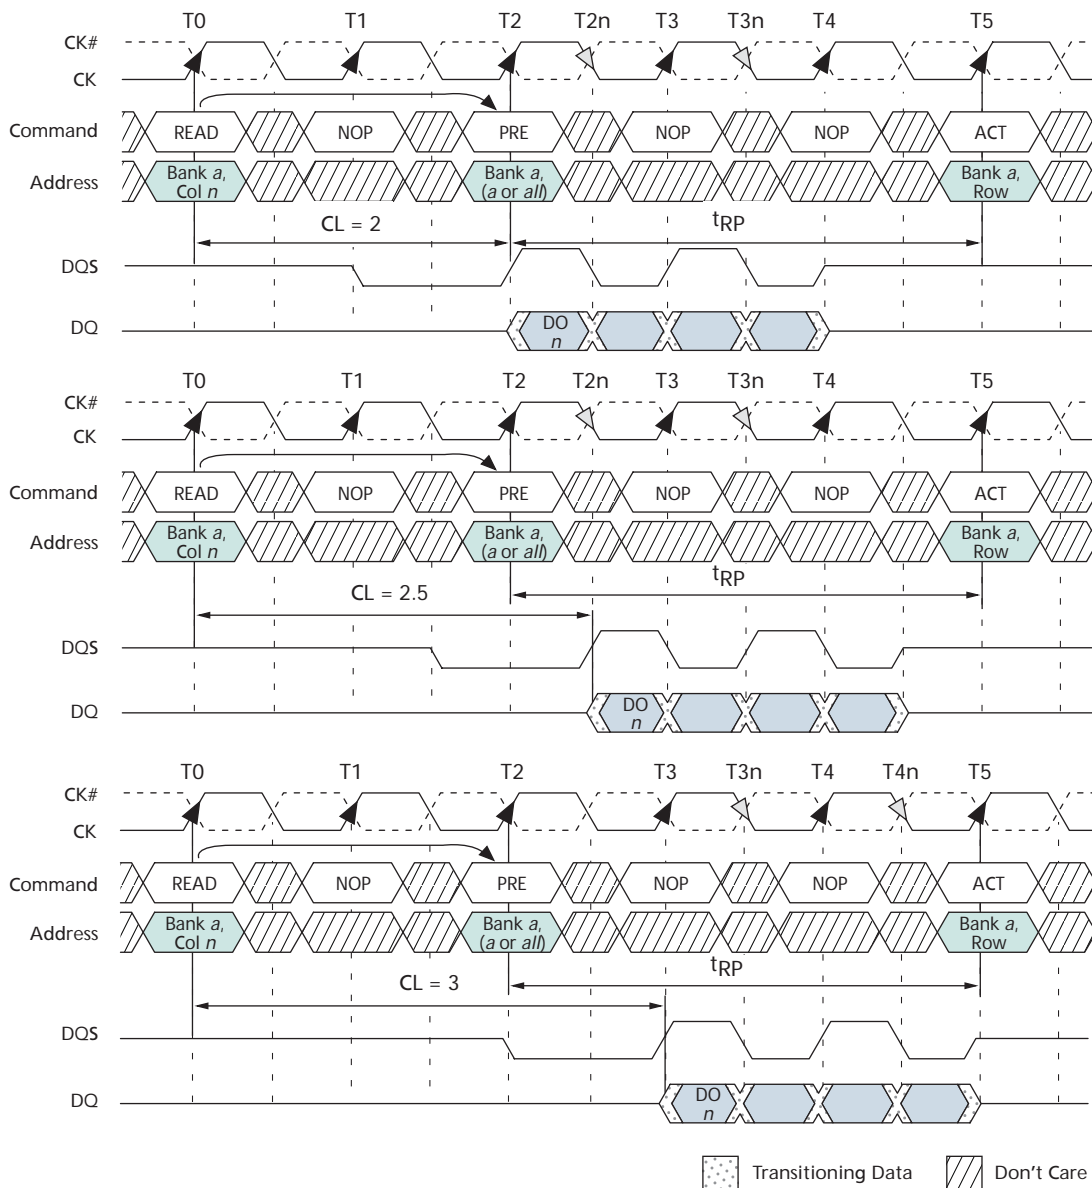 T0 T1 T2 T2n T3 T3n T4 T5
CK#
CK
Command READ NOP PRE NOP NOP ACT
Address Bank a, Col n Bank a, (a or all) Bank a, Row
CL = 2 tRP
DQS
DQ DO n
T0 T1 T2 T2n T3 T3n T4 T5
CK#
CK
Command READ NOP PRE NOP NOP ACT
Address Bank a, Col n Bank a, (a or all) Bank a, Row
tRP
CL = 2.5
DQS
DQ DO n
T0 T1 T2 T3 T3n T4 T4n T5
CK#
CK
Command READ NOP PRE NOP NOP ACT
Address Bank a, Col n Bank a, (a or all) Bank a, Row
tRP
CL = 3
DQS
DQ DO n
Transitioning Data Don't Care